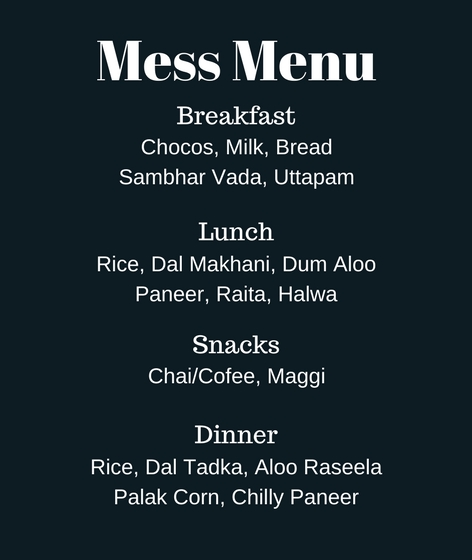 Mess Menu
Breakfast
Chocos, Milk, Bread
Sambhar Vada, Uttapam
Lunch
Rice, Dal Makhani, Dum Aloo
Paneer, Raita, Halwa
Snacks
Chai/Cofee, Maggi
Dinner
Rice, Dal Tadka, Aloo Raseela
Palak Corn, Chilly Paneer